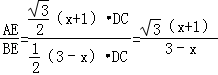 AE/BE = (√3/2 (x+1)•DC)/(1/2 (3-x)•DC) = (√3 (x+1))/(3-x)